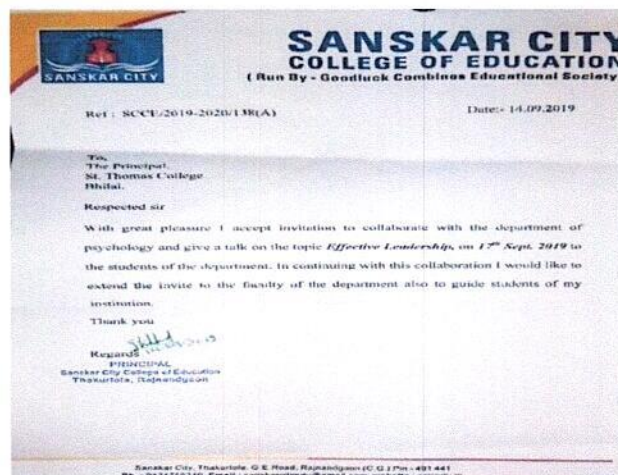 SANSKAR CITY
SANSKAR CITY
COLLEGE OF EDUCATION
( Run By - Goodluck Combines Educational Society
Ref : SCCE/2019-2020/138(A)
Date:- 14.09.2019
To,
The Principal,
St. Thomas College
Bhilai.
Respected sir
With great pleasure I accept invitation to collaborate with the department of
psychology and give a talk on the topic Effective Leadership, on 17th Sept. 2019 to
the students of the department. In continuing with this collaboration I would like to
extend the invite to the faculty of the department also to guide students of my
institution.
Thank you
Regards
PRINCIPAL
Sanskar City College of Education
Thakurtola, Rajnandgaon
Sanskar City, Thakurtola, G.E. Road, Rajnandgaon (C.G.) Pin - 491 441